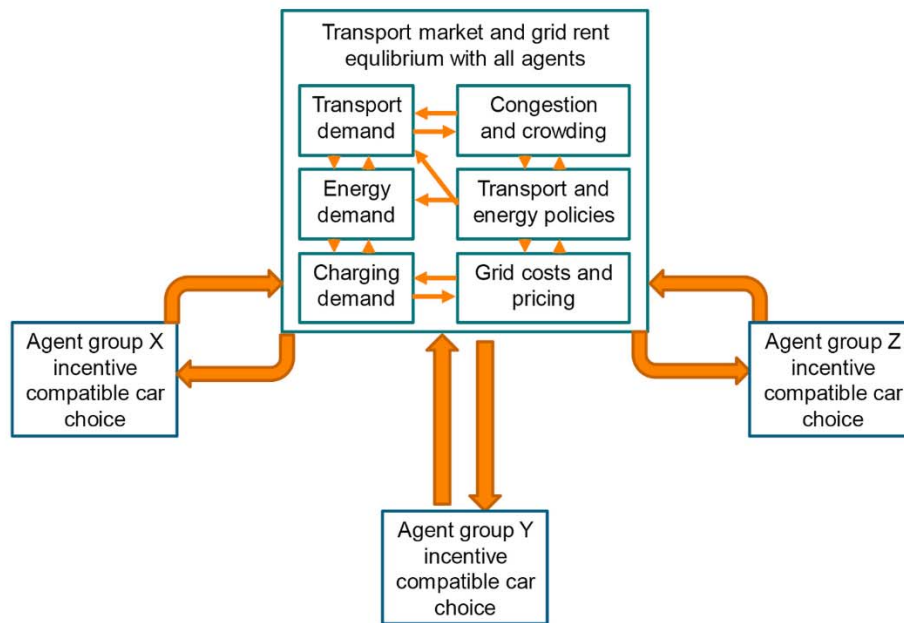 Transport market and grid rent
equlibrium with all agents
Transport
demand
Congestion
and crowding
Energy
demand
Transport and
energy policies
Charging
demand
Grid costs and
pricing
Agent group X
incentive
compatible car
choice
Agent group Z
incentive
compatible car
choice
Agent group Y
incentive
compatible car
choice